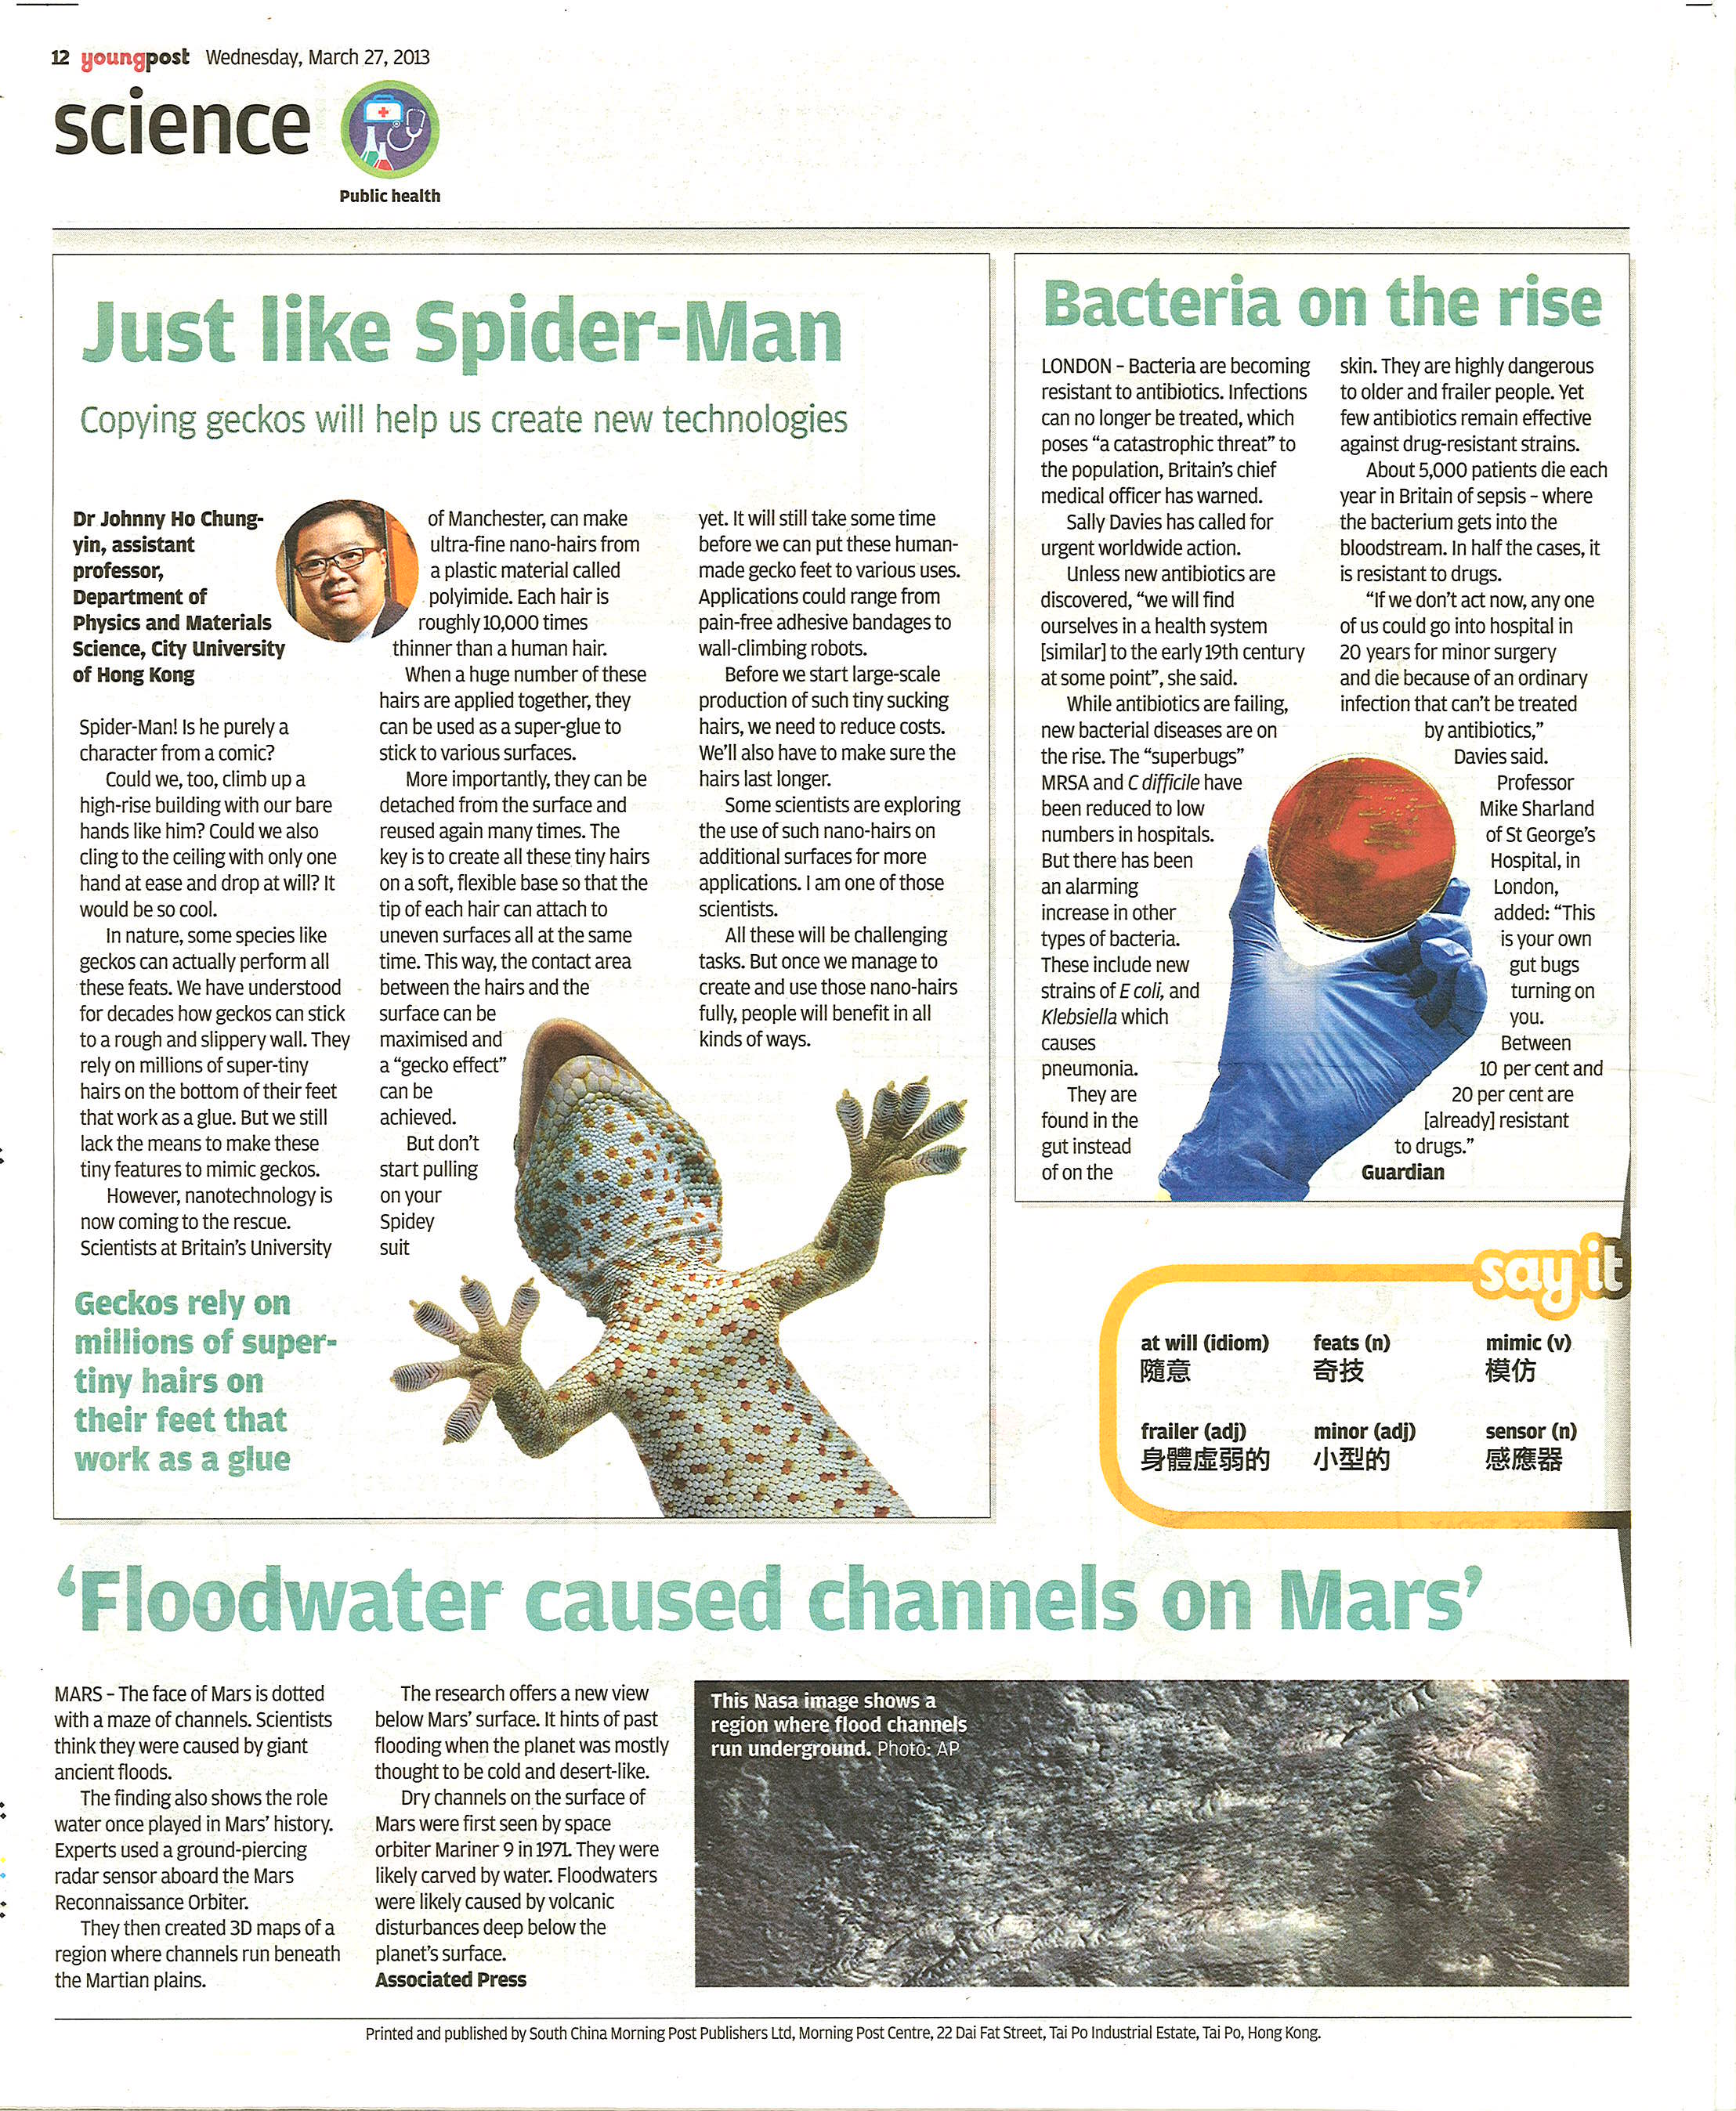 12 youngpost Wednesday, March 27, 2013
science
Public health
Just like Spider-Man
Copying geckos will help us create new technologies
Dr Johnny Ho Chung-
yin, assistant
professor,
Department of
Physics and Materials
Science, City University
of Hong Kong
Spider-Man! Is he purely a
character from a comic?
Could we, too, climb up a
high-rise building with our bare
hands like him? Could we also
cling to the ceiling with only one
hand at ease and drop at will? It
would be so cool.
In nature, some species like
geckos can actually perform all
these feats. We have understood
for decades how geckos can stick
to a rough and slippery wall. They
rely on millions of super-tiny
hairs on the bottom of their feet
that work as a glue. But we still
lack the means to make these
tiny features to mimic geckos.
However, nanotechnology is
now coming to the rescue.
Scientists at Britain's University
Geckos rely on
millions of super-
tiny hairs on
their feet that
work as a glue
of Manchester, can make
ultra-fine nano-hairs from
a plastic material called
polyimide. Each hair is
roughly 10,000 times
thinner than a human hair.
When a huge number of these
hairs are applied together, they
can be used as a super-glue to
stick to various surfaces.
More importantly, they can be
detached from the surface and
reused again many times. The
key is to create all these tiny hairs
on a soft, flexible base so that the
tip of each hair can attach to
uneven surfaces all at the same
time. This way, the contact area
between the hairs and the
surface can be
maximised and
a "gecko effect"
can be
achieved.
But don't
start pulling
on your
Spidey
suit
yet. It will still take some time
before we can put these human-
made gecko feet to various uses.
Applications could range from
pain-free adhesive bandages to
wall-climbing robots.
Before we start large-scale
production of such tiny sucking
hairs, we need to reduce costs.
We'll also have to make sure the
hairs last longer.
Some scientists are exploring
the use of such nano-hairs on
additional surfaces for more
applications. I am one of those
scientists.
All these will be challenging
tasks. But once we manage to
create and use those nano-hairs
fully, people will benefit in all
kinds of ways.
Bacteria on the rise
LONDON – Bacteria are becoming
resistant to antibiotics. Infections
can no longer be treated, which
poses "a catastrophic threat" to
the population, Britain's chief
medical officer has warned.
Sally Davies has called for
urgent worldwide action.
Unless new antibiotics are
discovered, "we will find
ourselves in a health system
[similar] to the early 19th century
at some point", she said.
While antibiotics are failing,
new bacterial diseases are on
the rise. The "superbugs"
MRSA and C difficile have
been reduced to low
numbers in hospitals.
But there has been
an alarming
increase in other
types of bacteria.
These include new
strains of E coli, and
Klebsiella which
causes
pneumonia.
They are
found in the
gut instead
of on the
skin. They are highly dangerous
to older and frailer people. Yet
few antibiotics remain effective
against drug-resistant strains.
About 5,000 patients die each
year in Britain of sepsis – where
the bacterium gets into the
bloodstream. In half the cases, it
is resistant to drugs.
"If we don't act now, any one
of us could go into hospital in
20 years for minor surgery
and die because of an ordinary
infection that can't be treated
by antibiotics,"
Davies said.
Professor
Mike Sharland
of St George's
Hospital, in
London,
added: "This
is your own
gut bugs
turning on
you.
Between
10 per cent and
20 per cent are
[already] resistant
to drugs."
Guardian
say it
at will (idiom) feats (n) mimic (v)
隨意 奇技 模仿
frailer (adj) minor (adj) sensor (n)
身體虛弱的 小型的 感應器
'Floodwater caused channels on Mars'
MARS – The face of Mars is dotted
with a maze of channels. Scientists
think they were caused by giant
ancient floods.
The finding also shows the role
water once played in Mars' history.
Experts used a ground-piercing
radar sensor aboard the Mars
Reconnaissance Orbiter.
They then created 3D maps of a
region where channels run beneath
the Martian plains.
The research offers a new view
below Mars' surface. It hints of past
flooding when the planet was mostly
thought to be cold and desert-like.
Dry channels on the surface of
Mars were first seen by space
orbiter Mariner 9 in 1971. They were
likely carved by water. Floodwaters
were likely caused by volcanic
disturbances deep below the
planet's surface.
Associated Press
This Nasa image shows a
region where flood channels
run underground. Photo: AP
Printed and published by South China Morning Post Publishers Ltd, Morning Post Centre, 22 Dai Fat Street, Tai Po Industrial Estate, Tai Po, Hong Kong.